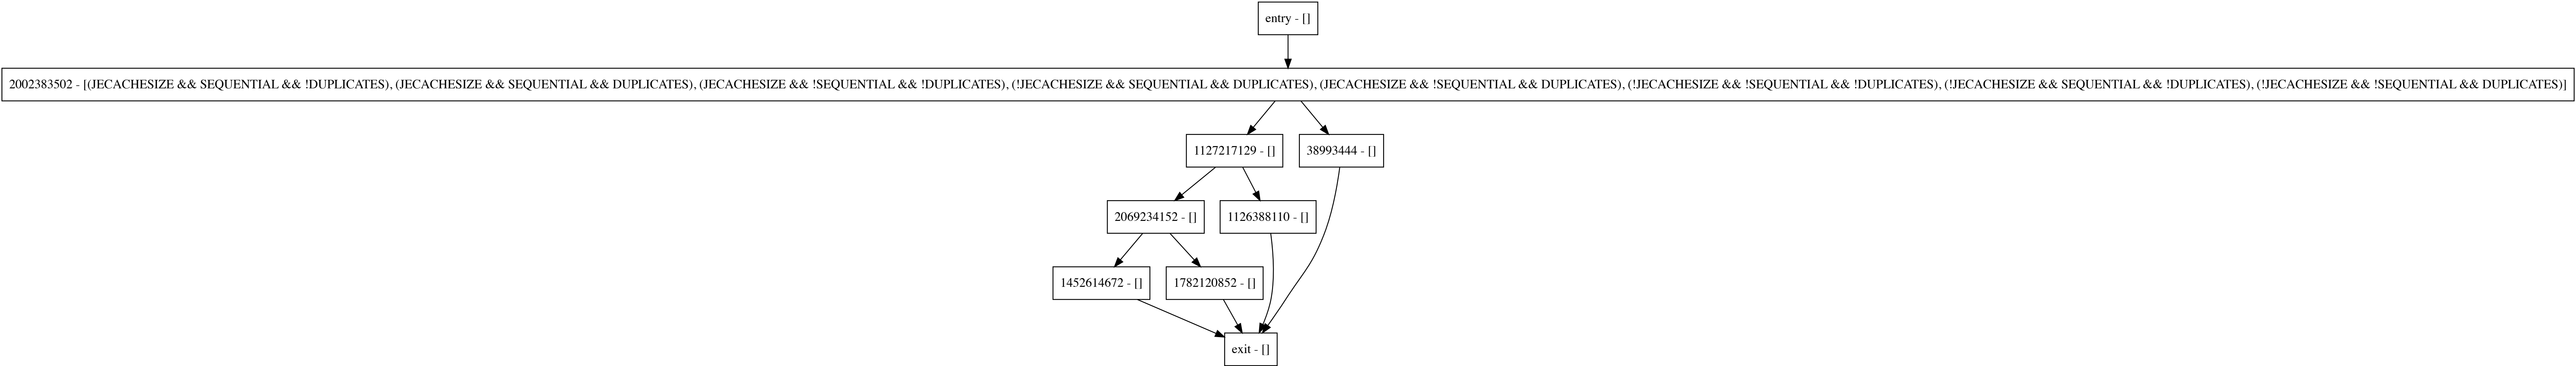 entry - []
2002383502 - [(JECACHESIZE && SEQUENTIAL && !DUPLICATES), (JECACHESIZE && SEQUENTIAL && DUPLICATES), (JECACHESIZE && !SEQUENTIAL && !DUPLICATES), (!JECACHESIZE && SEQUENTIAL && DUPLICATES), (JECACHESIZE && !SEQUENTIAL && DUPLICATES), (!JECACHESIZE && !SEQUENTIAL && !DUPLICATES), (!JECACHESIZE && SEQUENTIAL && !DUPLICATES), (!JECACHESIZE && !SEQUENTIAL && DUPLICATES)]
1127217129 - []
38993444 - []
2069234152 - []
1126388110 - []
1452614672 - []
1782120852 - []
exit - []